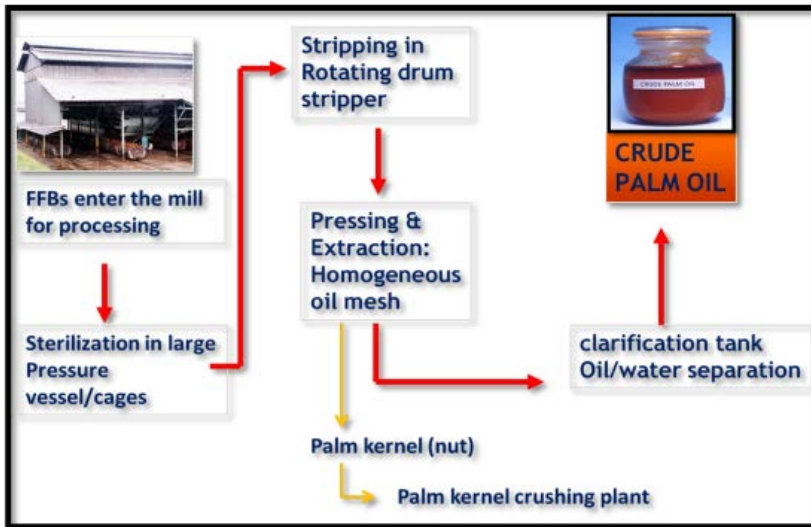 FFBs enter the mill
for processing
Sterilization in large
Pressure
vessel/cages
Stripping in
Rotating drum
stripper
Pressing &
Extraction:
Homogeneous
oil mesh
Palm kernel (nut)
Palm kernel crushing plant
clarification tank
Oil/water separation
CRUDE PALM OIL
CRUDE
PALM OIL